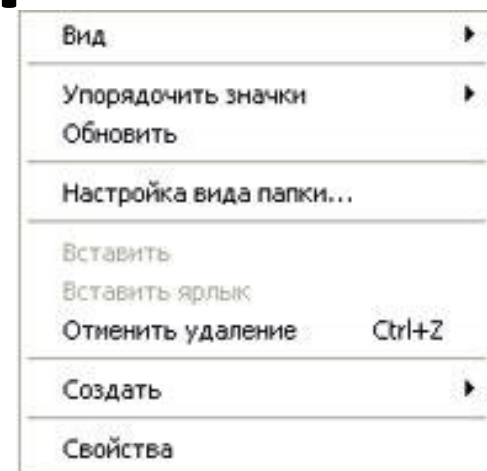 Вид
Упорядочить значки
Обновить
Настройка вида папки...
Вставить
Вставить ярлык
Отменить удаление Ctrl+Z
Создать
Свойства